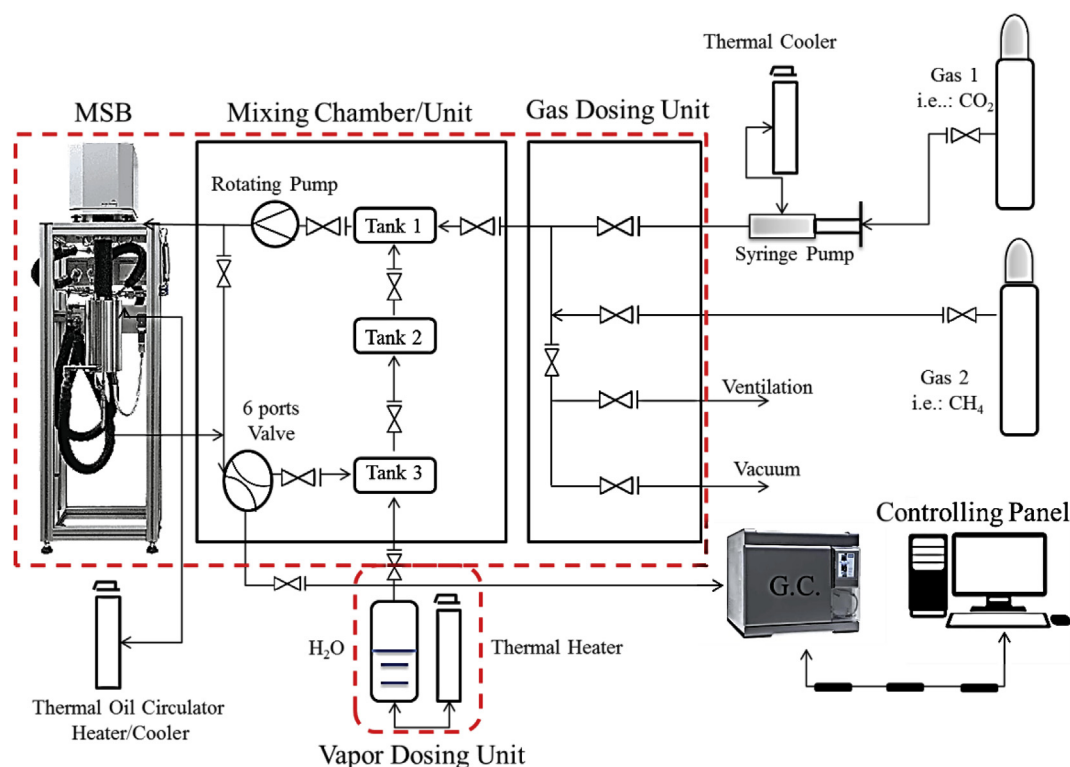 Thermal Cooler
Gas 1
i.e..: CO₂
MSB
Mixing Chamber/Unit
Gas Dosing Unit
Rotating Pump
Tank 1
Syringe Pump
Tank 2
Gas 2
i.e.: CH₄
Ventilation
6 ports
Valve
Tank 3
Vacuum
Controlling Panel
G.C.
H₂O
Thermal Heater
Thermal Oil Circulator
Heater/Cooler
Vapor Dosing Unit